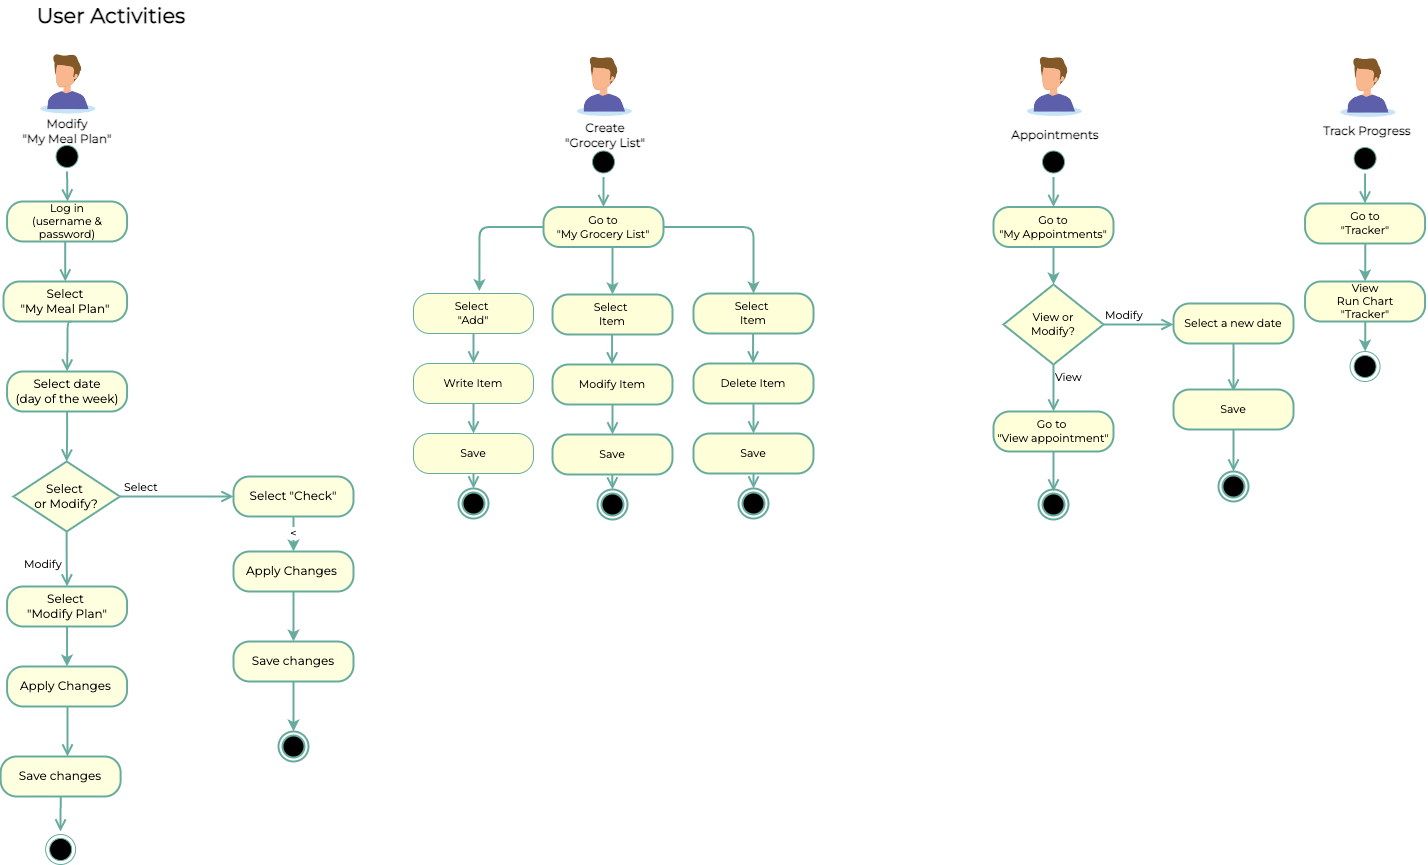 User Activities
Modify
"My Meal Plan"
Log in
(username &
password)
Select
"My Meal Plan"
Select date
(day of the week)
Select
or Modify?
Select
Modify
Select "Check"
<
Apply Changes
Save changes
Select
"Modify Plan"
Apply Changes
Save changes
Create
"Grocery List"
Go to
"My Grocery List"
Select
"Add"
Write Item
Save
Select
Item
Modify Item
Save
Select
Item
Delete Item
Save
Appointments
Go to
"My Appointments"
View or
Modify?
Modify
View
Select a new date
Save
Go to
"View appointment"
Track Progress
Go to
"Tracker"
View
Run Chart
"Tracker"